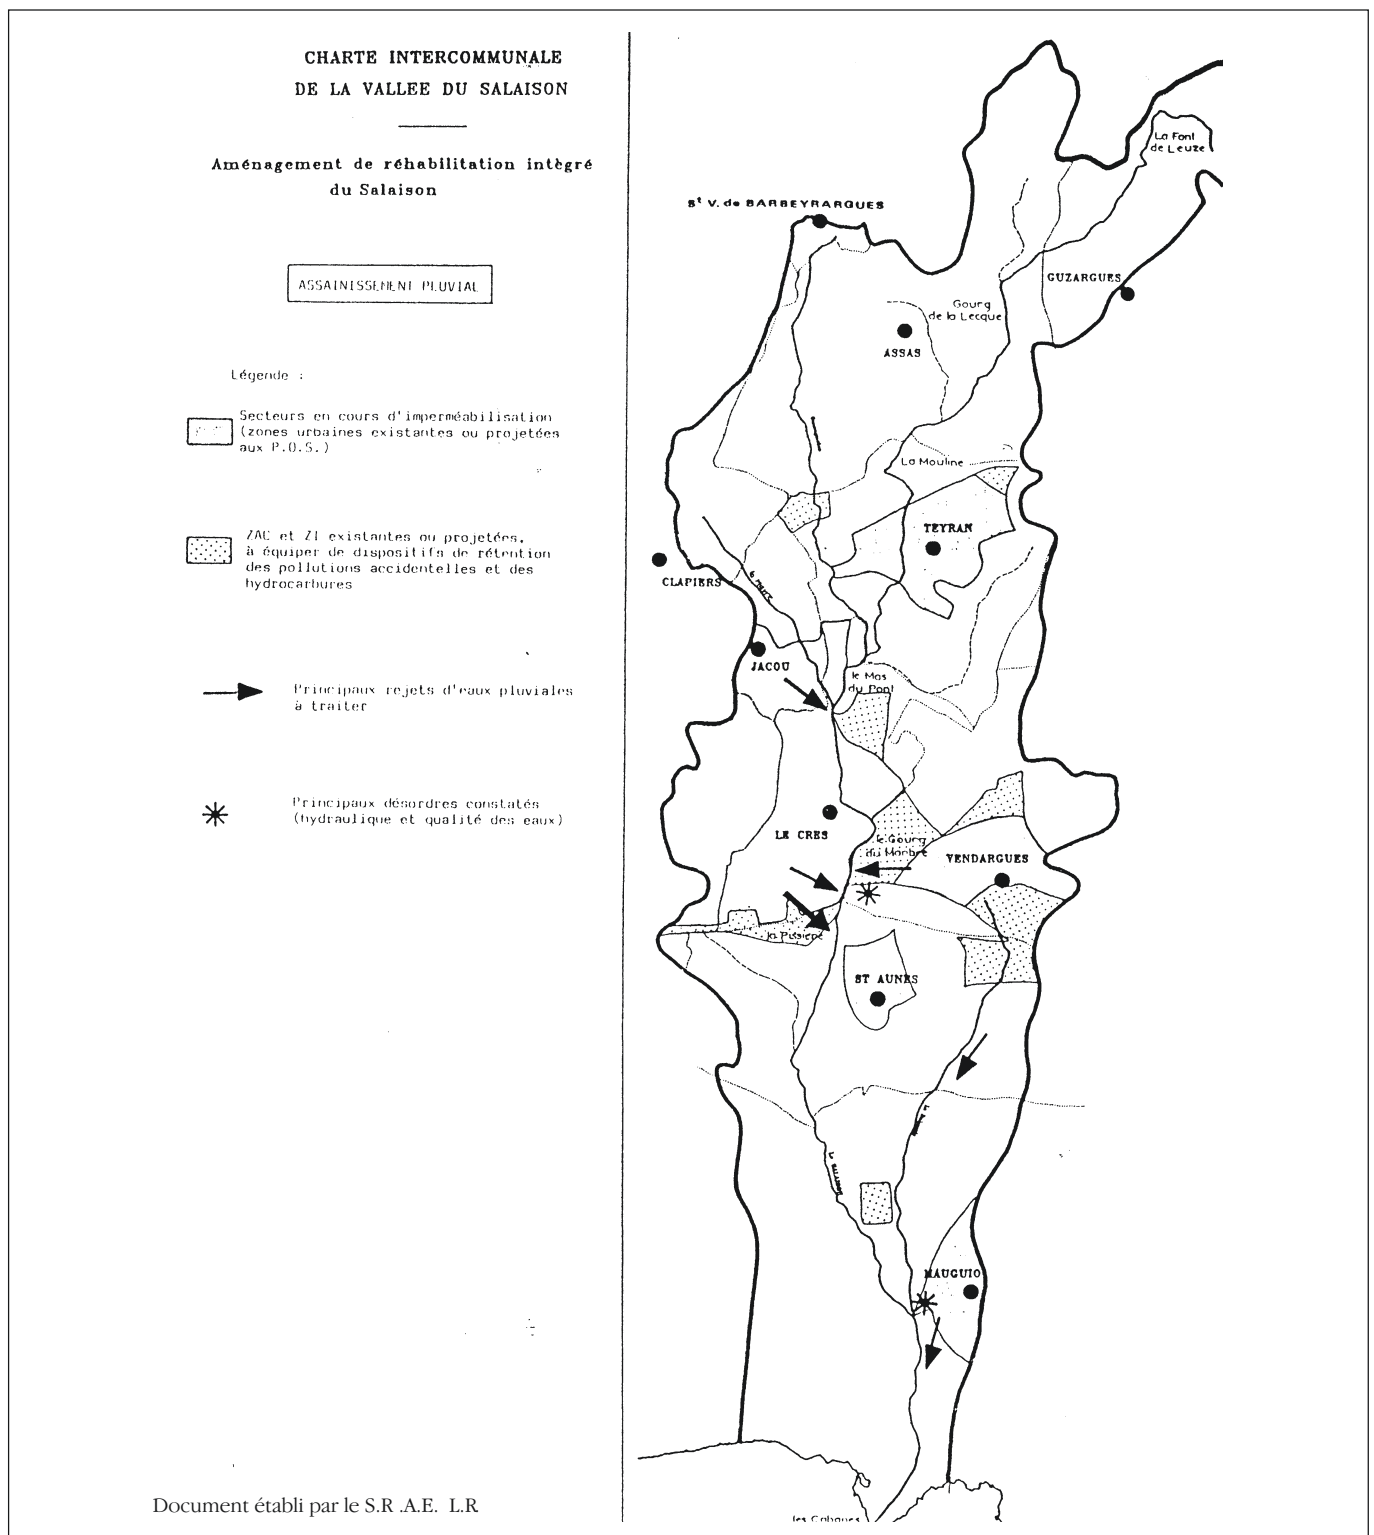 CHARTE INTERCOMMUNALE
DE LA VALLEE DU SALAISON
Aménagement de réhabilitation intègré
du Salaison
ASSAINISSEMENT PLUVIAL
Légende :
Secteurs en cours d'imperméabilisation
(zones urbaines existantes ou projetées
aux P.O.S.)
ZAC et ZI existantes ou projetées,
à équiper de dispositifs de rétention
des pollutions accidentelles et des
hydrocarbures
Principaux rejets d'eaux pluviales
à traiter
Principaux désordres constatés
(hydraulique et qualité des eaux)
Document établi par le S.R .A.E. L.R
La Font
de Leuze
St V. de BARBEYRARGUES
GUZARGUES
Gourg
de la Lecque
ASSAS
La Mouline
TEYRAN
CLAPIERS
JACOU
le Mas
du Pont
LE CRES
le Gourg
du Marbre
VENDARGUES
ST AUNES
MAUGUIO
les Cabanes